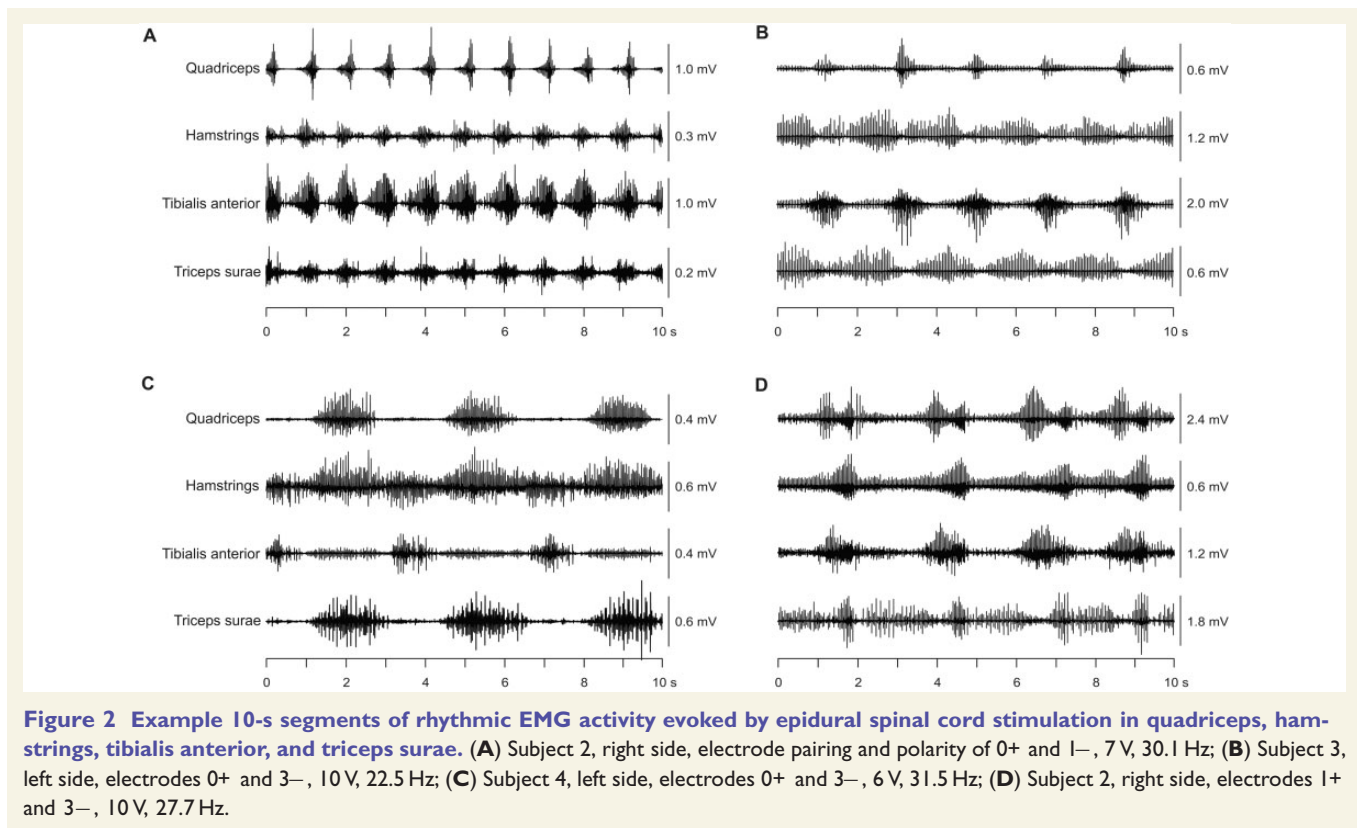 A
Quadriceps
1.0 mV
Hamstrings
0.3 mV
Tibialis anterior
1.0 mV
Triceps surae
0.2 mV
0 2 4 6 8 10 s
B
0.6 mV
1.2 mV
2.0 mV
0.6 mV
0 2 4 6 8 10 s
C
Quadriceps
0.4 mV
Hamstrings
0.6 mV
Tibialis anterior
0.4 mV
Triceps surae
0.6 mV
0 2 4 6 8 10 s
D
2.4 mV
0.6 mV
1.2 mV
1.8 mV
0 2 4 6 8 10 s
Figure 2 Example 10-s segments of rhythmic EMG activity evoked by epidural spinal cord stimulation in quadriceps, ham-
strings, tibialis anterior, and triceps surae. (A) Subject 2, right side, electrode pairing and polarity of 0+ and 1−, 7 V, 30.1 Hz; (B) Subject 3,
left side, electrodes 0+ and 3−, 10 V, 22.5 Hz; (C) Subject 4, left side, electrodes 0+ and 3−, 6 V, 31.5 Hz; (D) Subject 2, right side, electrodes 1+
and 3−, 10 V, 27.7 Hz.